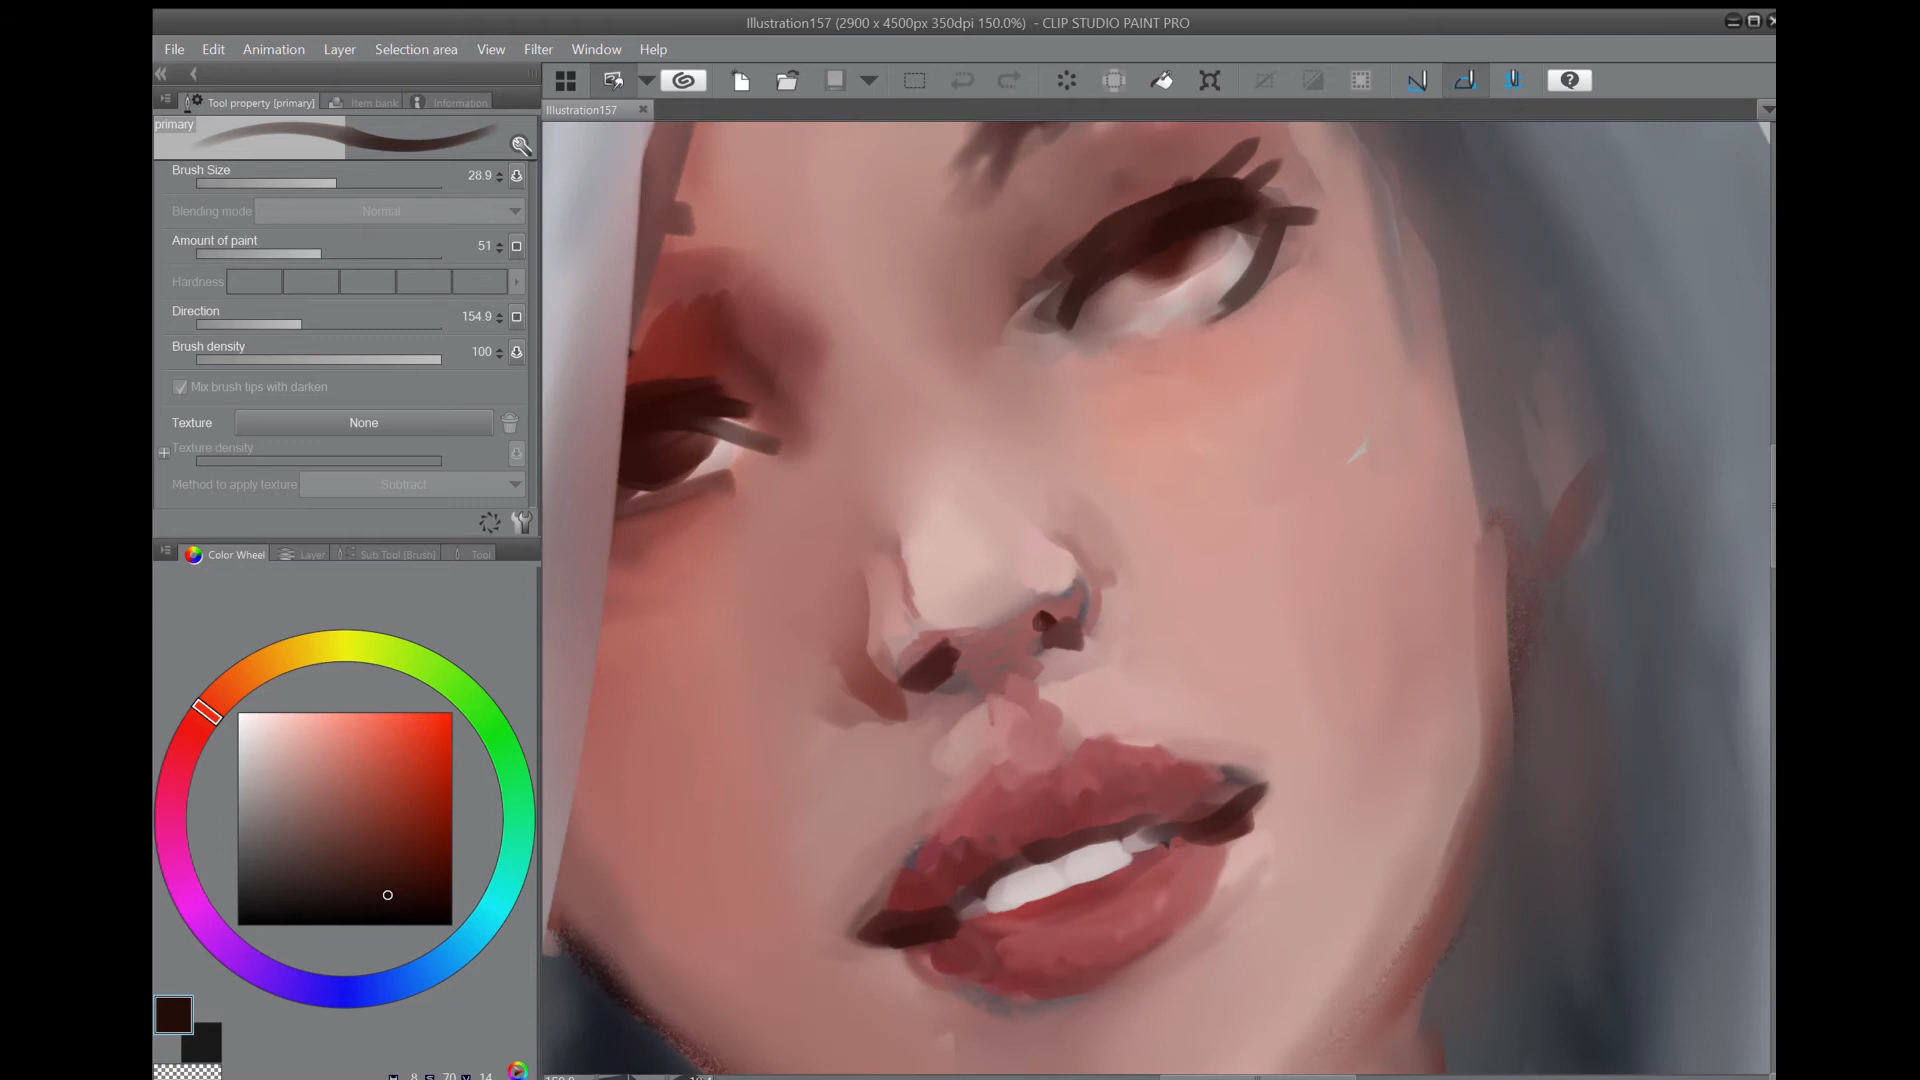 Illustration157 (2900 x 4500px 350dpi 150.0%) - CLIP STUDIO PAINT PRO
File Edit Animation Layer Selection area View Filter Window Help
Tool property [primary] Item bank Information
Illustration157
primary
Brush Size 28.9
Blending mode Normal
Amount of paint 51
Hardness
Direction 154.9
Brush density 100
Mix brush tips with darken
Texture None
Texture density
Method to apply texture Subtract
Color Wheel Layer Sub Tool [Brush] Tool
8 70 14